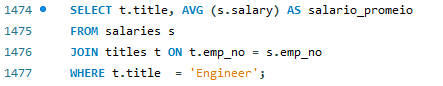 1474 SELECT t.title, AVG (s.salary) AS salario_promeio
1475 FROM salaries s
1476 JOIN titles t ON t.emp_no = s.emp_no
1477 WHERE t.title  = 'Engineer';